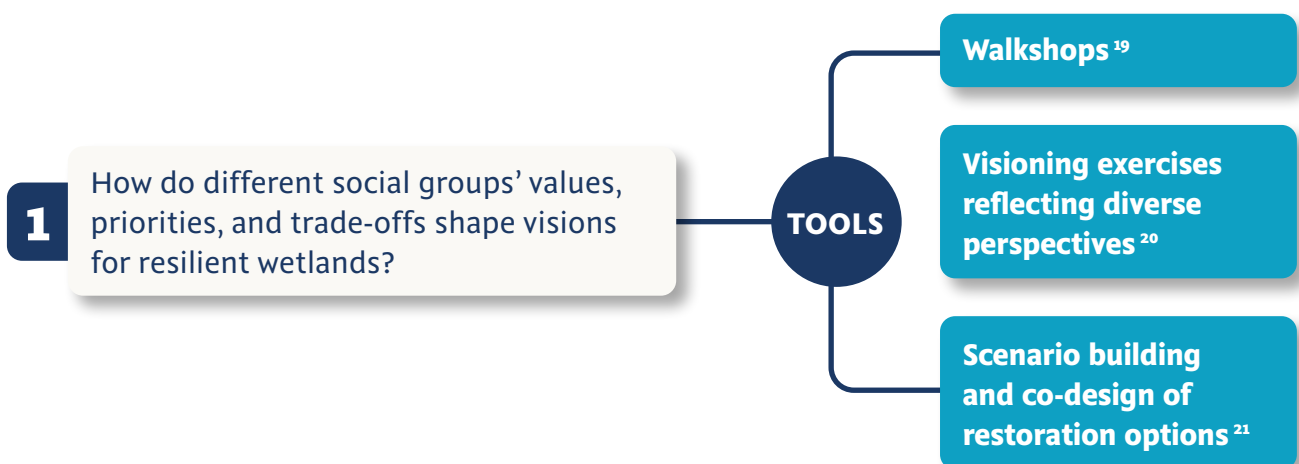 1
How do different social groups’ values,
priorities, and trade-offs shape visions
for resilient wetlands?
TOOLS
Walkshops ¹⁹
Visioning exercises
reflecting diverse
perspectives ²⁰
Scenario building
and co-design of
restoration options ²¹